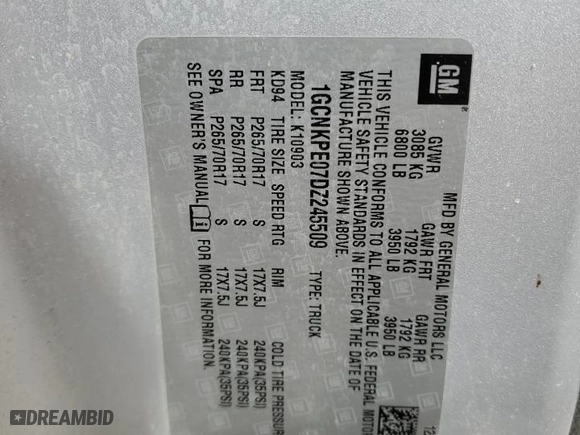 GM
MFD BY GENERAL MOTORS LLC
12
GVWR GAWR FRT GAWR RR
3085 KG 1792 KG 1792 KG
6800 LB 3950 LB 3950 LB
THIS VEHICLE CONFORMS TO ALL APPLICABLE U.S. FEDERAL MOTOR
VEHICLE SAFETY STANDARDS IN EFFECT ON THE DATE OF
MANUFACTURE SHOWN ABOVE.
1GCNKPE07DZ245509 TYPE: TRUCK
MODEL: K10903
KD94 TIRE SIZE SPEED RTG RIM COLD TIRE PRESSUR
FRT P265/70R17 S 17X7.5J 240KPA(35PSI)
RR P265/70R17 S 17X7.5J 240KPA(35PSI)
SPA P265/70R17 S 17X7.5J 240KPA(35PSI)
SEE OWNER'S MANUAL FOR MORE INFORMATION.
DREAMBID